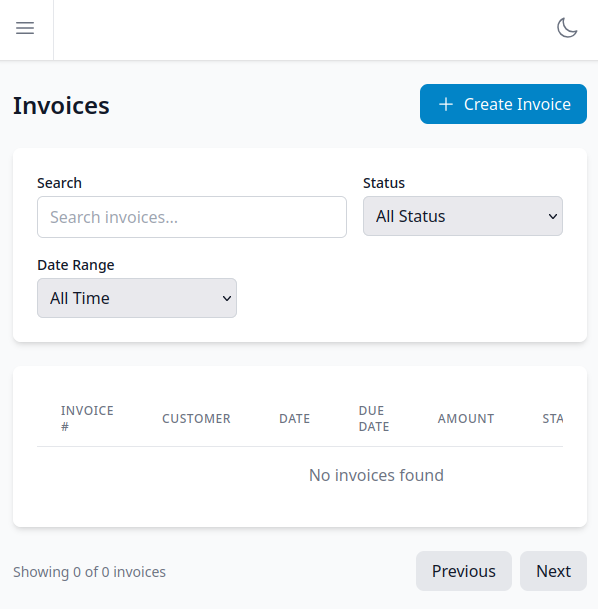 Invoices
Create Invoice
Search
Status
Search invoices...
All Status
Date Range
All Time
INVOICE # CUSTOMER DATE DUE DATE AMOUNT STA
No invoices found
Showing 0 of 0 invoices
Previous
Next